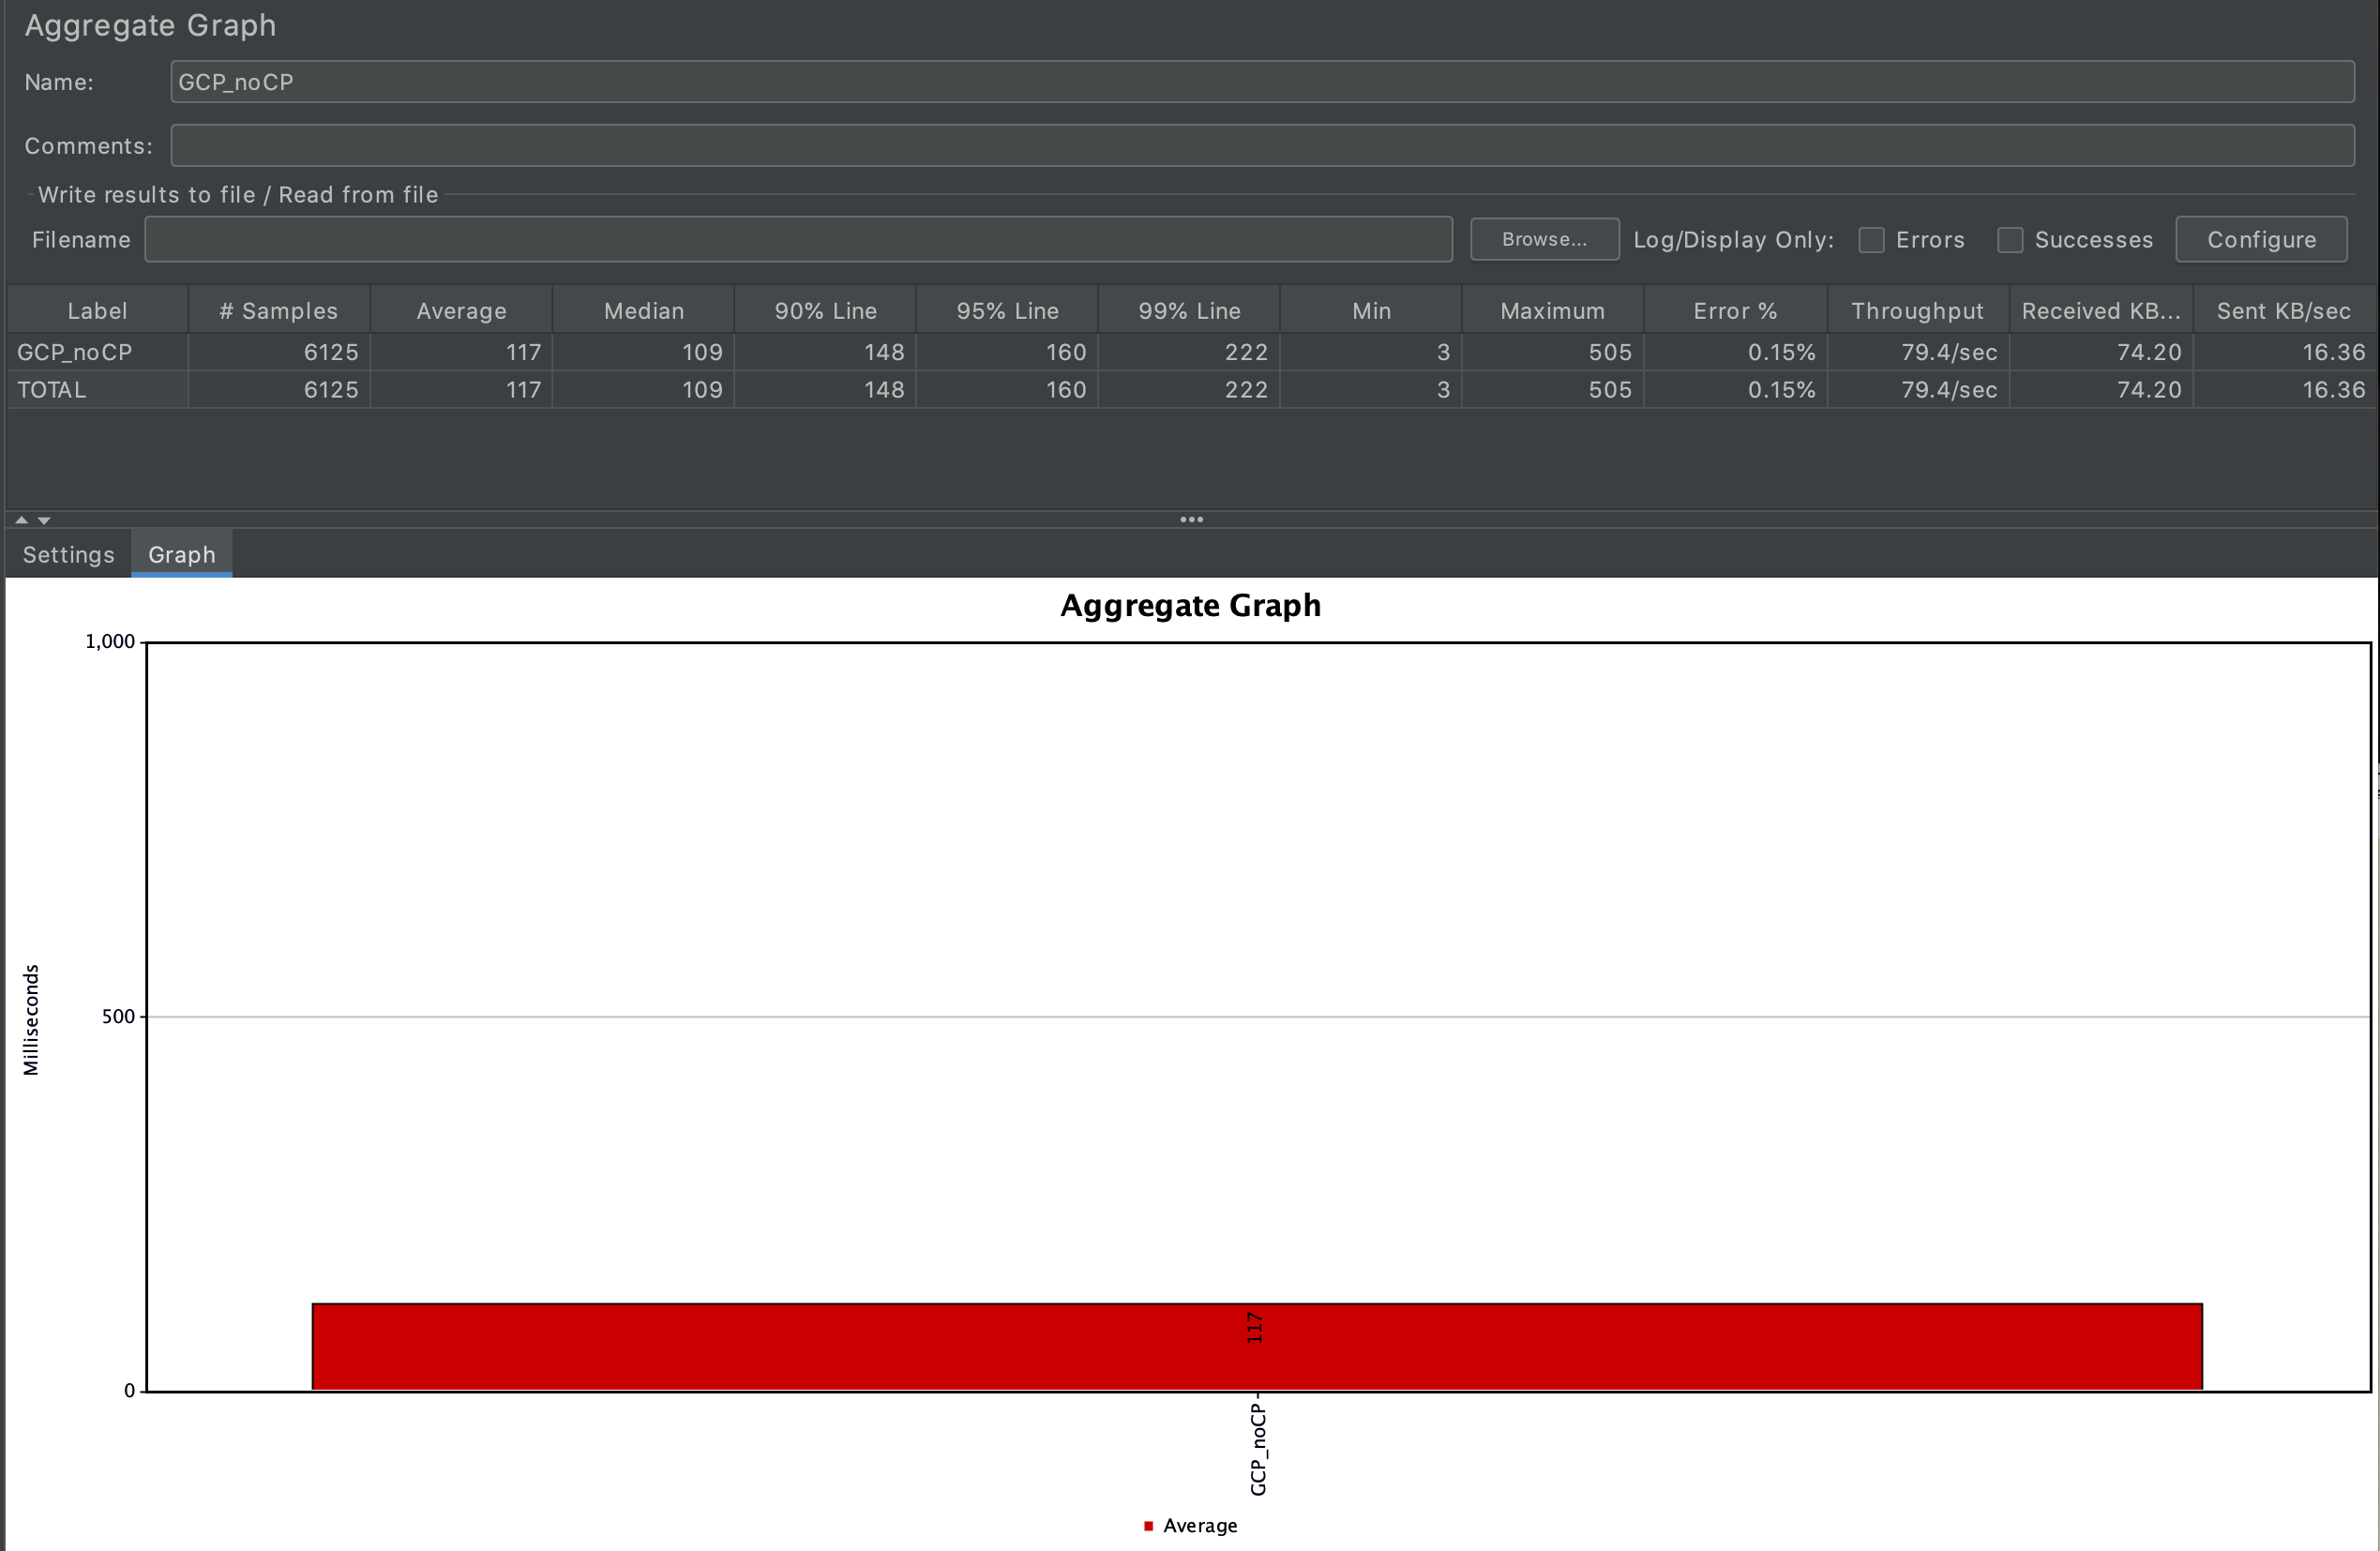 Aggregate Graph
Name: GCP_noCP
Comments:
Write results to file / Read from file
Filename Browse... Log/Display Only: Errors Successes Configure
Label # Samples Average Median 90% Line 95% Line 99% Line Min Maximum Error % Throughput Received KB... Sent KB/sec
GCP_noCP 6125 117 109 148 160 222 3 505 0.15% 79.4/sec 74.20 16.36
TOTAL 6125 117 109 148 160 222 3 505 0.15% 79.4/sec 74.20 16.36
Settings Graph
Aggregate Graph
1,000
Milliseconds
500
117
0
GCP_noCP
Average